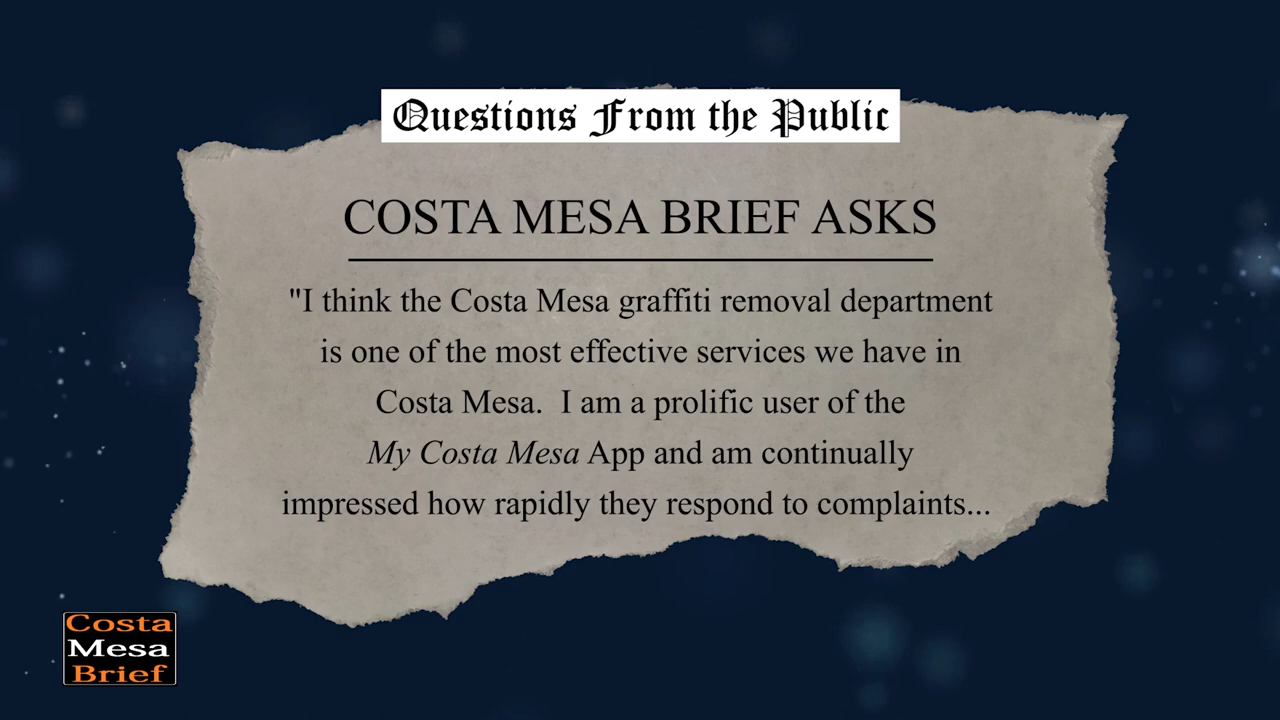 Questions From the Public
COSTA MESA BRIEF ASKS
"I think the Costa Mesa graffiti removal department
is one of the most effective services we have in
Costa Mesa.  I am a prolific user of the
My Costa Mesa App and am continually
impressed how rapidly they respond to complaints...
Costa
Mesa
Brief